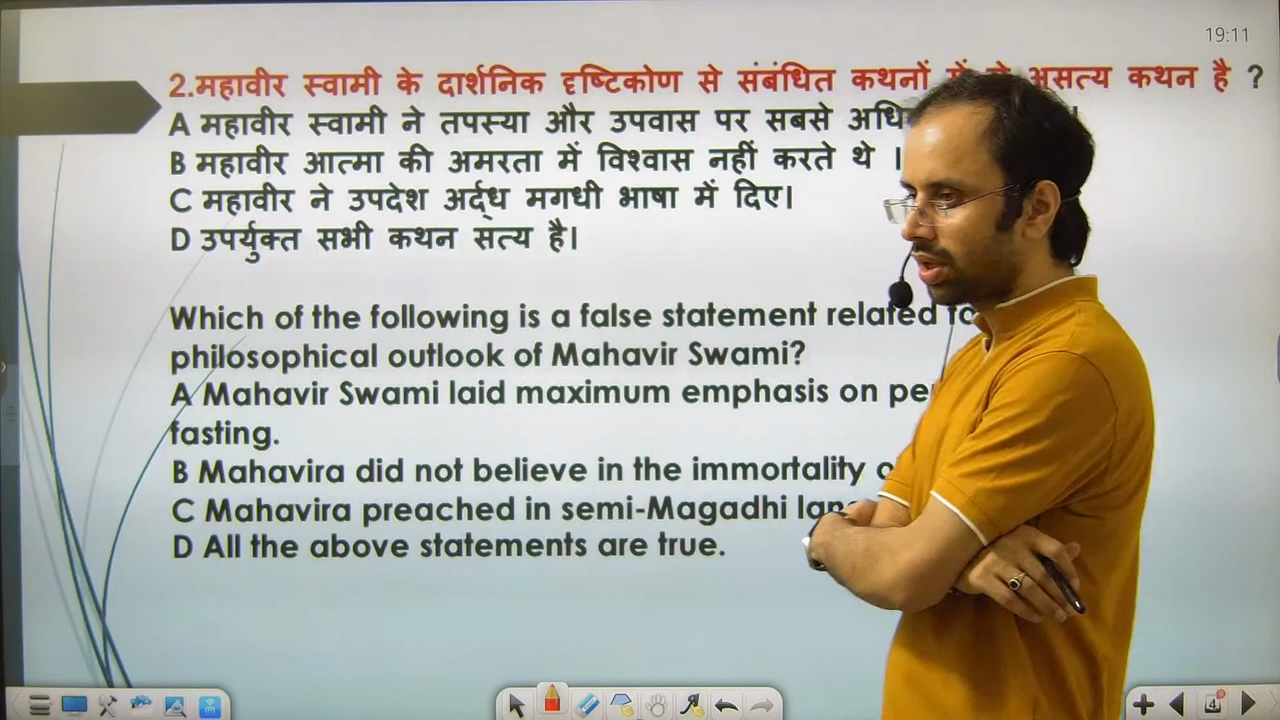 19:11
2.महावीर स्वामी के दार्शनिक दृष्टिकोण से संबंधित कथनों में से असत्य कथन है ?
A महावीर स्वामी ने तपस्या और उपवास पर सबसे
B महावीर आत्मा की अमरता में विश्वास नहीं करते थे ।
C महावीर ने उपदेश अर्द्ध मगधी भाषा में दिए।
D उपर्युक्त सभी कथन सत्य है।
Which of the following is a false statement related to
philosophical outlook of Mahavir Swami?
A Mahavir Swami laid maximum emphasis on
fasting.
B Mahavira did not believe in the immortality
C Mahavira preached in semi-Magadhi
D All the above statements are true.
4